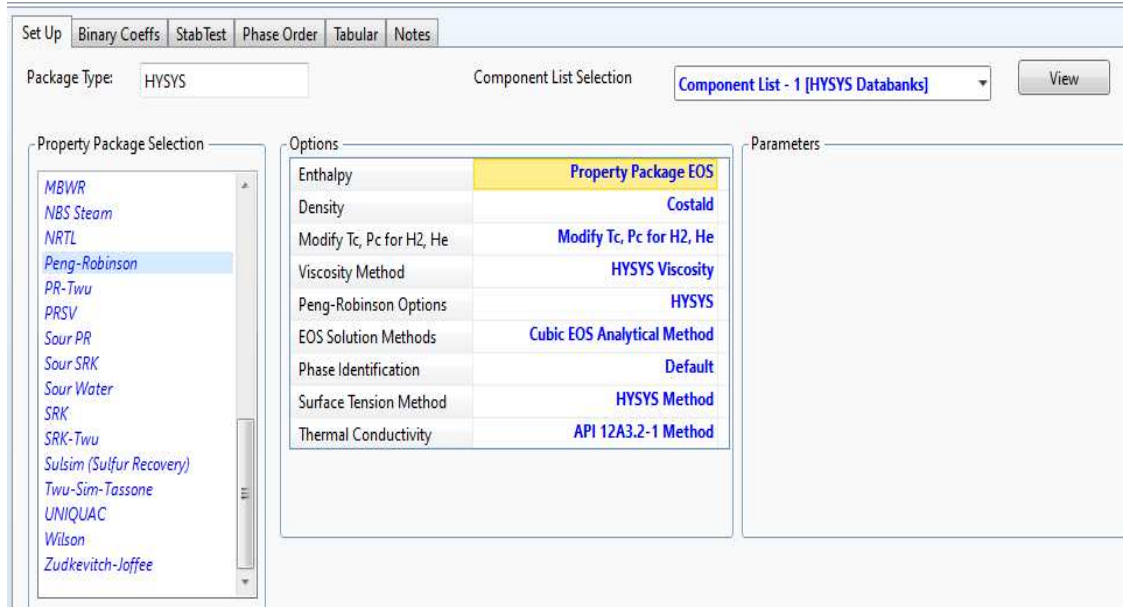 Set Up Binary Coeffs StabTest Phase Order Tabular Notes
Package Type: HYSYS Component List Selection Component List - 1 [HYSYS Databanks] View
Property Package Selection
MBWR
NBS Steam
NRTL
Peng-Robinson
PR-Twu
PRSV
Sour PR
Sour SRK
Sour Water
SRK
SRK-Twu
Sulsim (Sulfur Recovery)
Twu-Sim-Tassone
UNIQUAC
Wilson
Zudkevitch-Joffee
Options
Enthalpy Property Package EOS
Density Costald
Modify Tc, Pc for H2, He Modify Tc, Pc for H2, He
Viscosity Method HYSYS Viscosity
Peng-Robinson Options HYSYS
EOS Solution Methods Cubic EOS Analytical Method
Phase Identification Default
Surface Tension Method HYSYS Method
Thermal Conductivity API 12A3.2-1 Method
Parameters